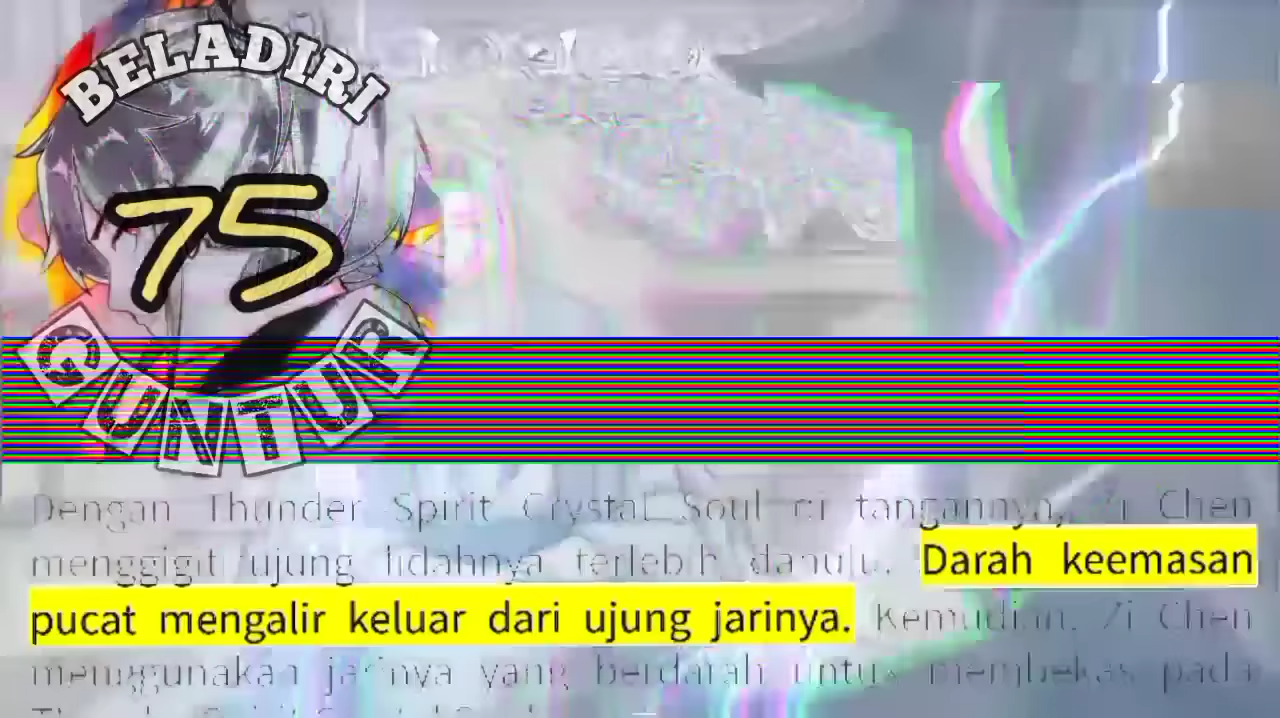 BELADIRI
75
GUNTUR
Dengan Thunder Spirit Crystal Soul di tangannya, Zi Chen
menggigit ujung lidahnya terlebih dahulu. Darah keemasan
pucat mengalir keluar dari ujung jarinya. Kemudian, Zi Chen
menggunakan jarinya yang berdarah untuk membekas pada